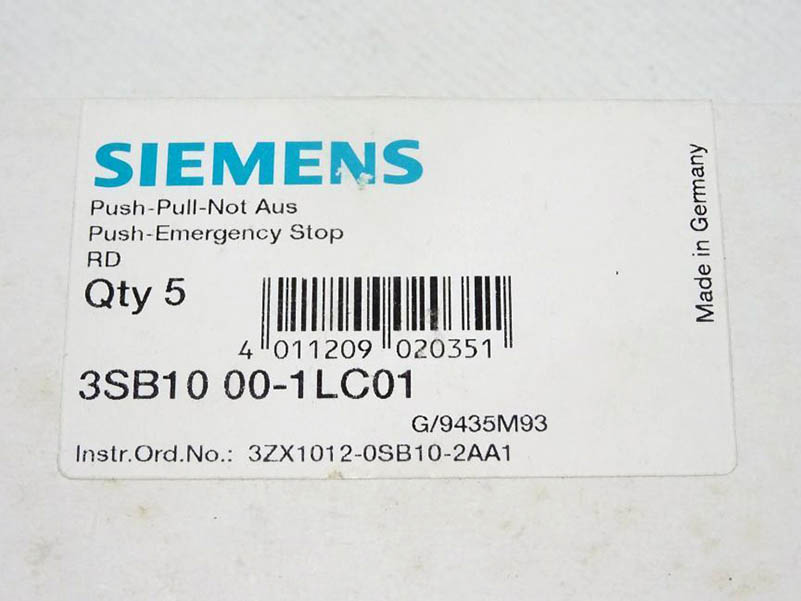 SIEMENS
Push-Pull-Not Aus
Push-Emergency Stop
RD
Qty 5
4 011209 020351
3SB10 00-1LC01
G/9435M93
Instr.Ord.No.: 3ZX1012-0SB10-2AA1
Made in Germany